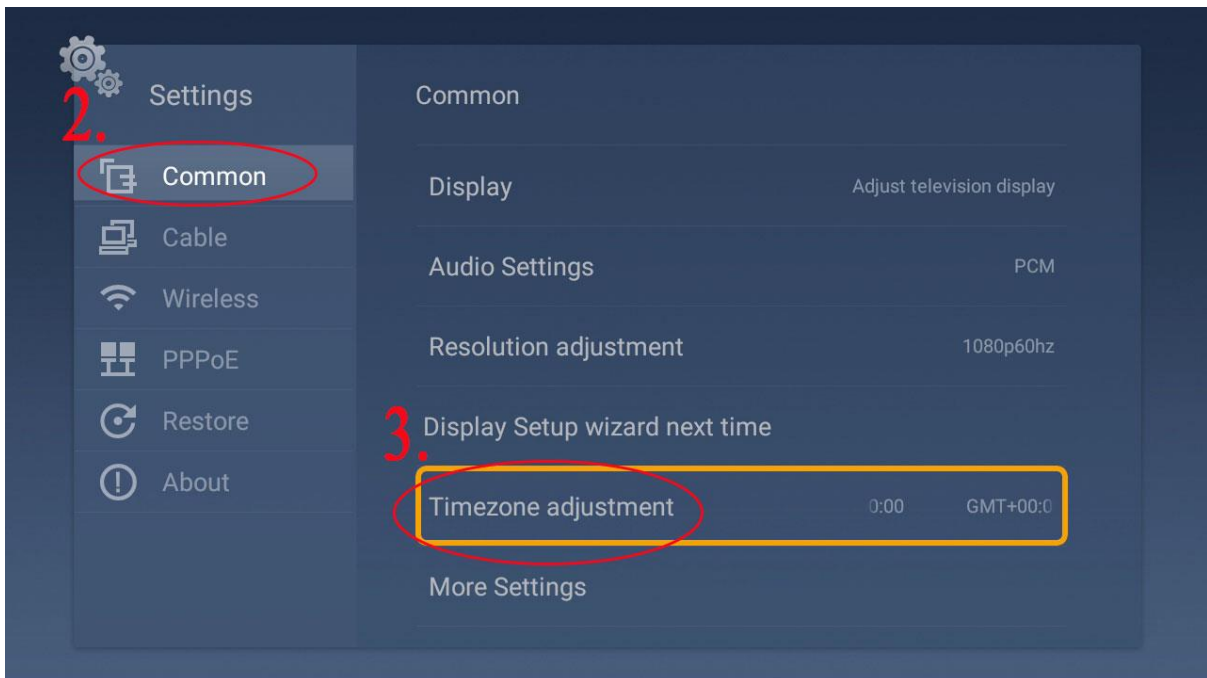 Settings
2.
Common
Cable
Wireless
PPPoE
Restore
About
Common
Display Adjust television display
Audio Settings PCM
Resolution adjustment 1080p60hz
Display Setup wizard next time
3.
Timezone adjustment 0:00 GMT+00:0
More Settings